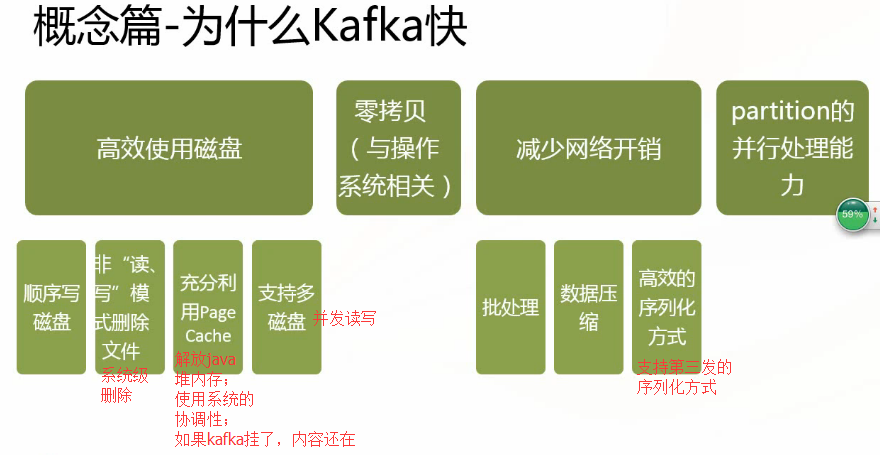 概念篇-为什么Kafka快
高效使用磁盘
零拷贝
（与操作
系统相关）
减少网络开销
partition的
并行处理能
力
59%
顺序写
磁盘
非“读、
写”模
式删除
文件
系统级
删除
充分利
用Page
Cache
解放java
堆内存；
使用系统的
协调性；
如果kafka挂了，内容还在
支持多
磁盘
并发读写
批处理
数据压
缩
高效的
序列化
方式
支持第三发的
序列化方式